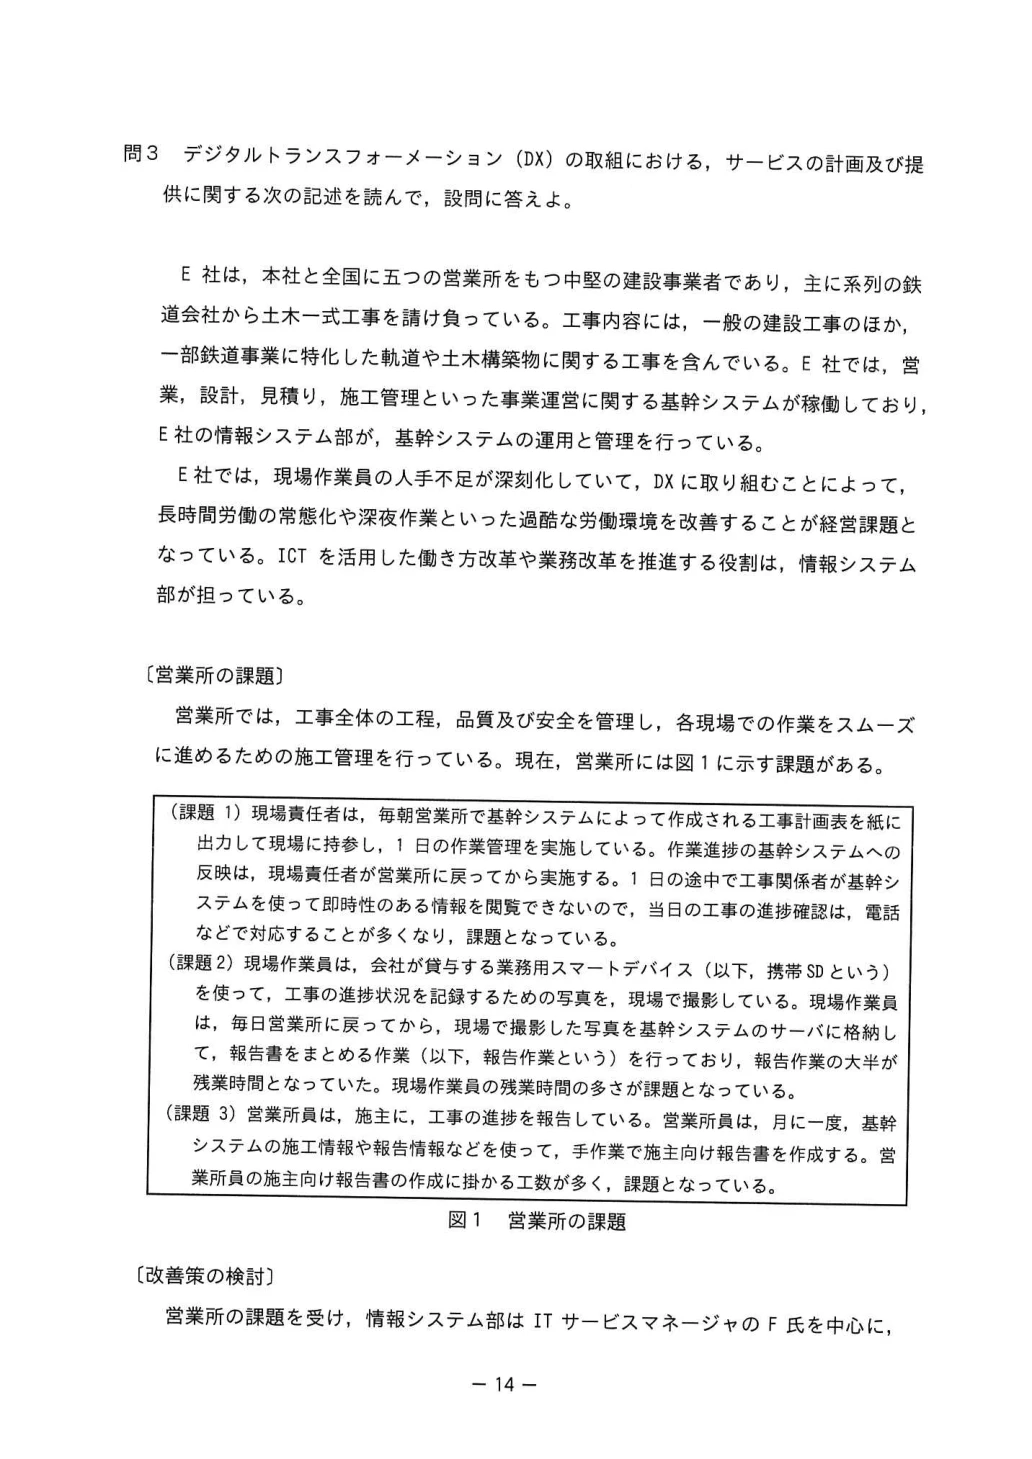 問3　デジタルトランスフォーメーション（DX）の取組における，サービスの計画及び提
供に関する次の記述を読んで，設問に答えよ。
E 社は，本社と全国に五つの営業所をもつ中堅の建設事業者であり，主に系列の鉄
道会社から土木一式工事を請け負っている。工事内容には，一般の建設工事のほか，
一部鉄道事業に特化した軌道や土木構築物に関する工事を含んでいる。E 社では，営
業，設計，見積り，施工管理といった事業運営に関する基幹システムが稼働しており，
E 社の情報システム部が，基幹システムの運用と管理を行っている。
E 社では，現場作業員の人手不足が深刻化していて，DX に取り組むことによって，
長時間労働の常態化や深夜作業といった過酷な労働環境を改善することが経営課題と
なっている。ICT を活用した働き方改革や業務改革を推進する役割は，情報システム
部が担っている。
〔営業所の課題〕
営業所では，工事全体の工程，品質及び安全を管理し，各現場での作業をスムーズ
に進めるための施工管理を行っている。現在，営業所には図 1 に示す課題がある。
（課題 1）現場責任者は，毎朝営業所で基幹システムによって作成される工事計画表を紙に
出力して現場に持参し，1 日の作業管理を実施している。作業進捗の基幹システムへの
反映は，現場責任者が営業所に戻ってから実施する。1 日の途中で工事関係者が基幹シ
ステムを使って即時性のある情報を閲覧できないので，当日の工事の進捗確認は，電話
などで対応することが多くなり，課題となっている。
（課題 2）現場作業員は，会社が貸与する業務用スマートデバイス（以下，携帯 SD という）
を使って，工事の進捗状況を記録するための写真を，現場で撮影している。現場作業員
は，毎日営業所に戻ってから，現場で撮影した写真を基幹システムのサーバに格納し
て，報告書をまとめる作業（以下，報告作業という）を行っており，報告作業の大半が
残業時間となっていた。現場作業員の残業時間の多さが課題となっている。
（課題 3）営業所員は，施主に，工事の進捗を報告している。営業所員は，月に一度，基幹
システムの施工情報や報告情報などを使って，手作業で施主向け報告書を作成する。営
業所員の施主向け報告書の作成に掛かる工数が多く，課題となっている。
図 1　営業所の課題
〔改善策の検討〕
営業所の課題を受け，情報システム部は IT サービスマネージャの F 氏を中心に，
－ 14 －